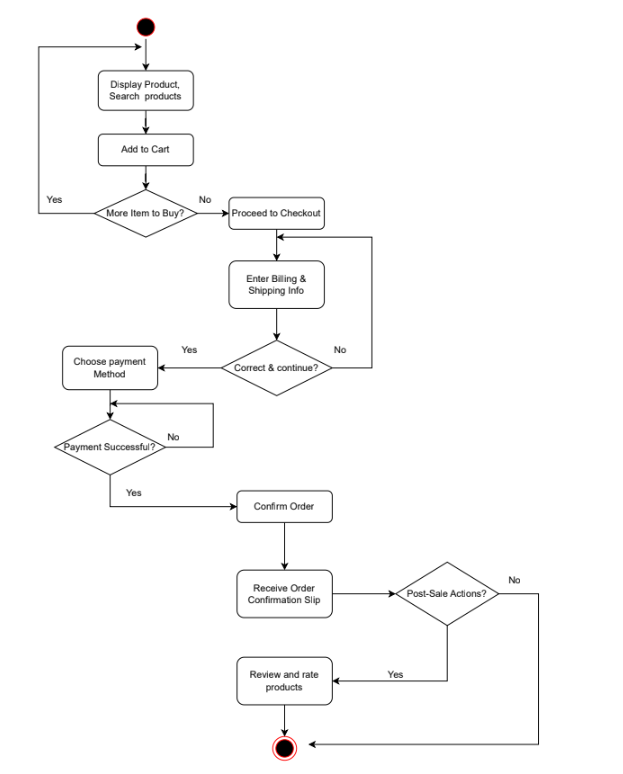 Display Product,
Search products
Add to Cart
Yes
More Item to Buy?
No
Proceed to Checkout
Enter Billing &
Shipping Info
Choose payment
Method
Yes
Correct & continue?
No
Payment Successful?
No
Yes
Confirm Order
Receive Order
Confirmation Slip
Post-Sale Actions?
No
Review and rate
products
Yes